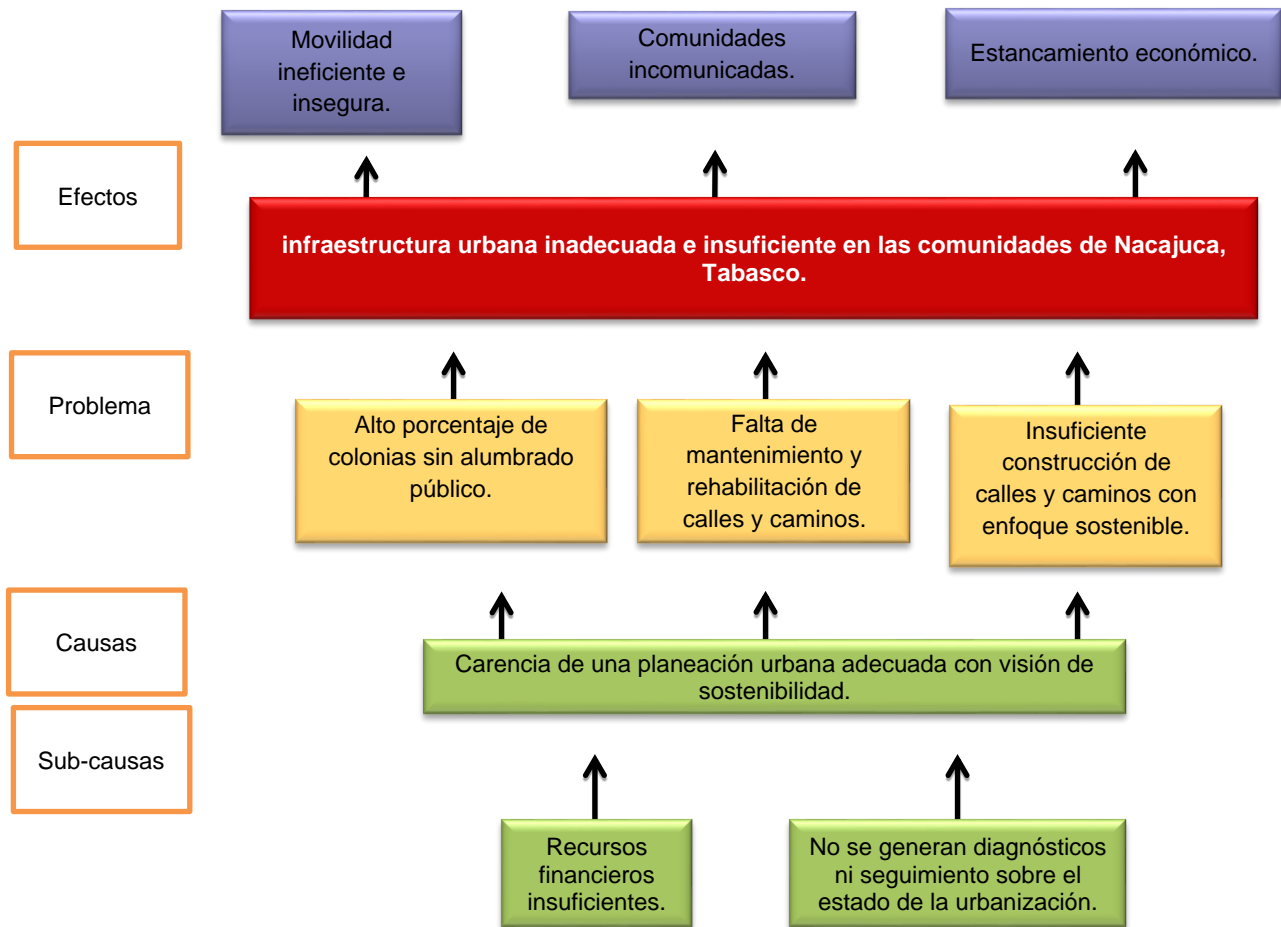 Movilidad
ineficiente e
insegura.
Comunidades
incomunicadas.
Estancamiento económico.
Efectos
infraestructura urbana inadecuada e insuficiente en las comunidades de Nacajuca,
Tabasco.
Problema
Alto porcentaje de
colonias sin alumbrado
público.
Falta de
mantenimiento y
rehabilitación de
calles y caminos.
Insuficiente
construcción de
calles y caminos con
enfoque sostenible.
Causas
Carencia de una planeación urbana adecuada con visión de
sostenibilidad.
Sub-causas
Recursos
financieros
insuficientes.
No se generan diagnósticos
ni seguimiento sobre el
estado de la urbanización.